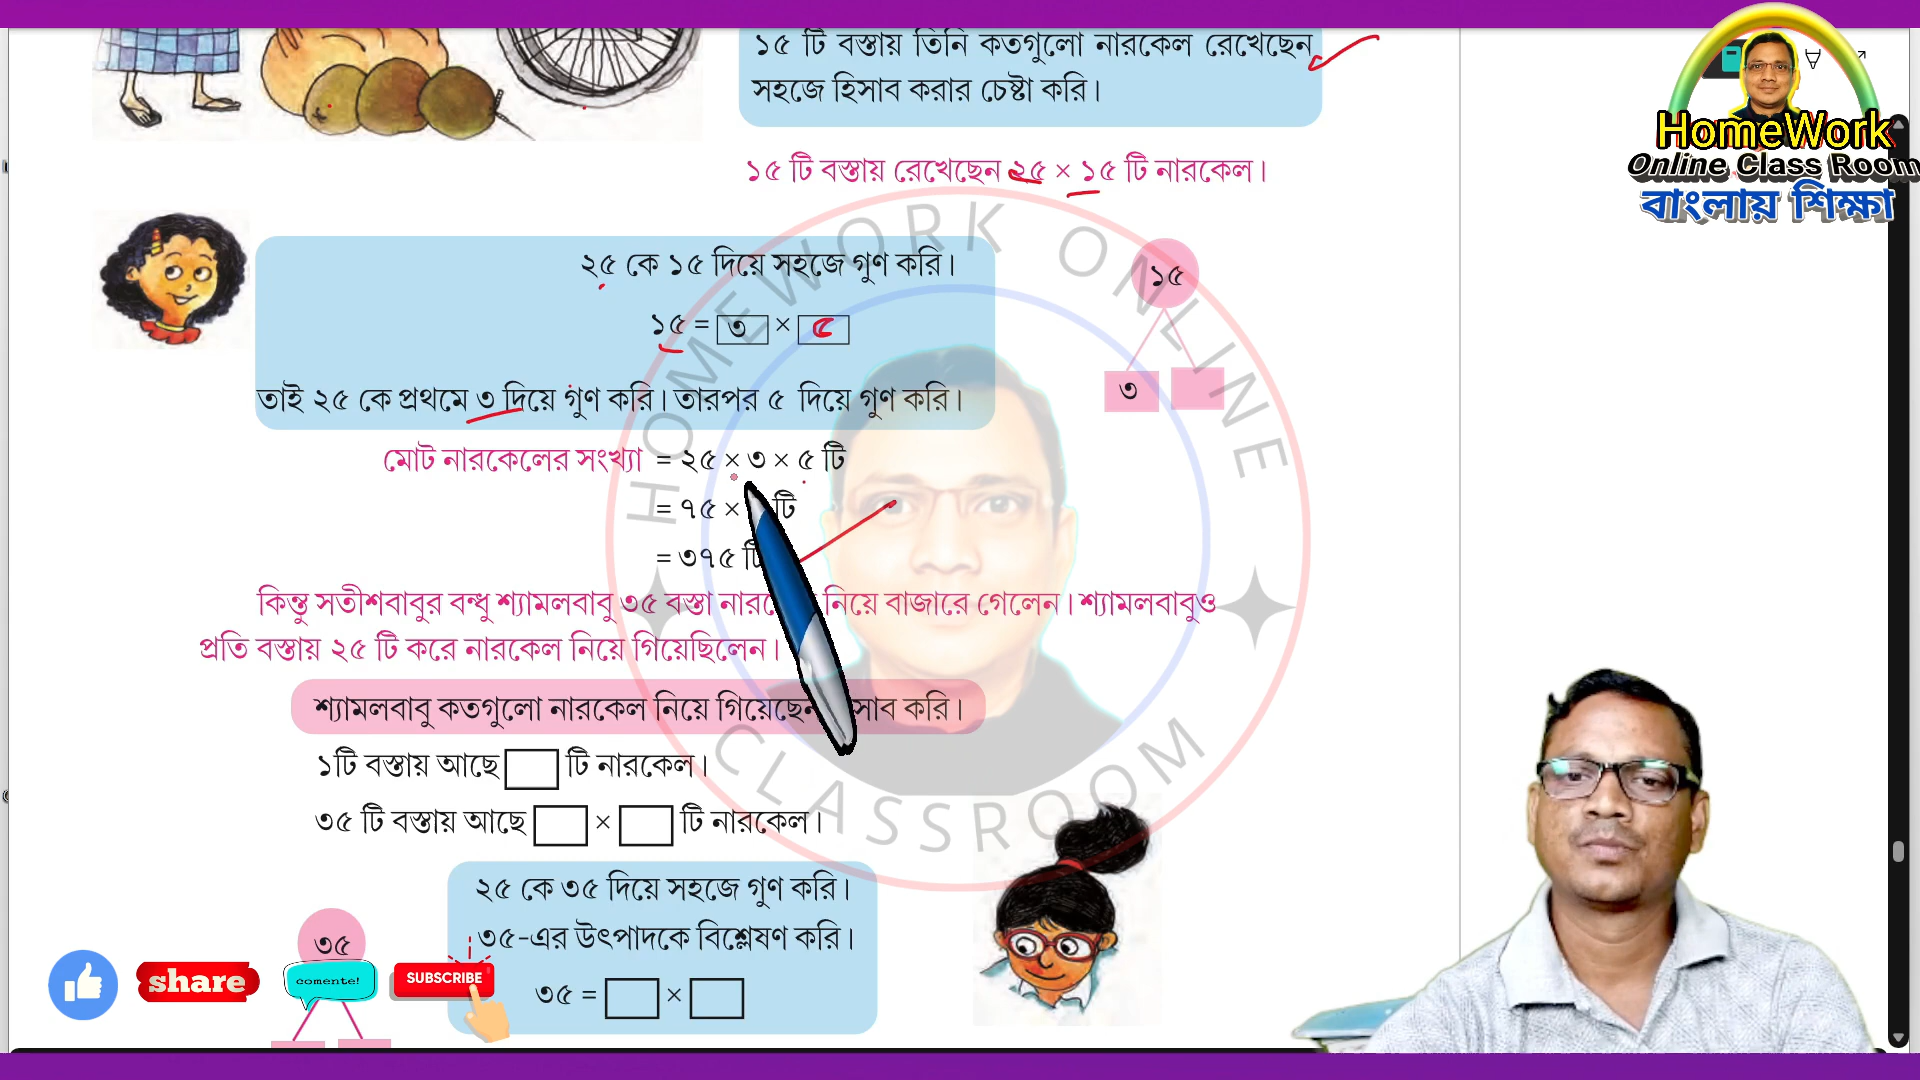 ১৫ টি বস্তায় তিনি কতগুলো নারকেল রেখেছেন
সহজে হিসাব করার চেষ্টা করি।
১৫ টি বস্তায় রেখেছেন ২৫ × ১৫ টি নারকেল।
২৫ কে ১৫ দিয়ে সহজে গুণ করি।
১৫ = ৩ × ৫
তাই ২৫ কে প্রথমে ৩ দিয়ে গুণ করি। তারপর ৫ দিয়ে গুণ করি।
১৫
৩
মোট নারকেলের সংখ্যা = ২৫ × ৩ × ৫ টি
= ৭৫ × টি
= ৩৭৫ টি
কিন্তু সতীশবাবুর বন্ধু শ্যামলবাবু ৩৫ বস্তা নিয়ে বাজারে গেলেন। শ্যামলবাবুও
প্রতি বস্তায় ২৫ টি করে নারকেল নিয়ে গিয়েছিলেন।
শ্যামলবাবু কতগুলো নারকেল নিয়ে করি।
১টি বস্তায় আছে টি নারকেল।
৩৫ টি বস্তায় আছে × টি নারকেল।
২৫ কে ৩৫ দিয়ে সহজে গুণ করি।
৩৫-এর উৎপাদকে বিশ্লেষণ করি।
৩৫ = ×
৩৫
share
comente!
SUBSCRIBE
HomeWork
Online Class Room
বাংলায় শিক্ষা
HOMEWORK ONLINE
CLASSROOM